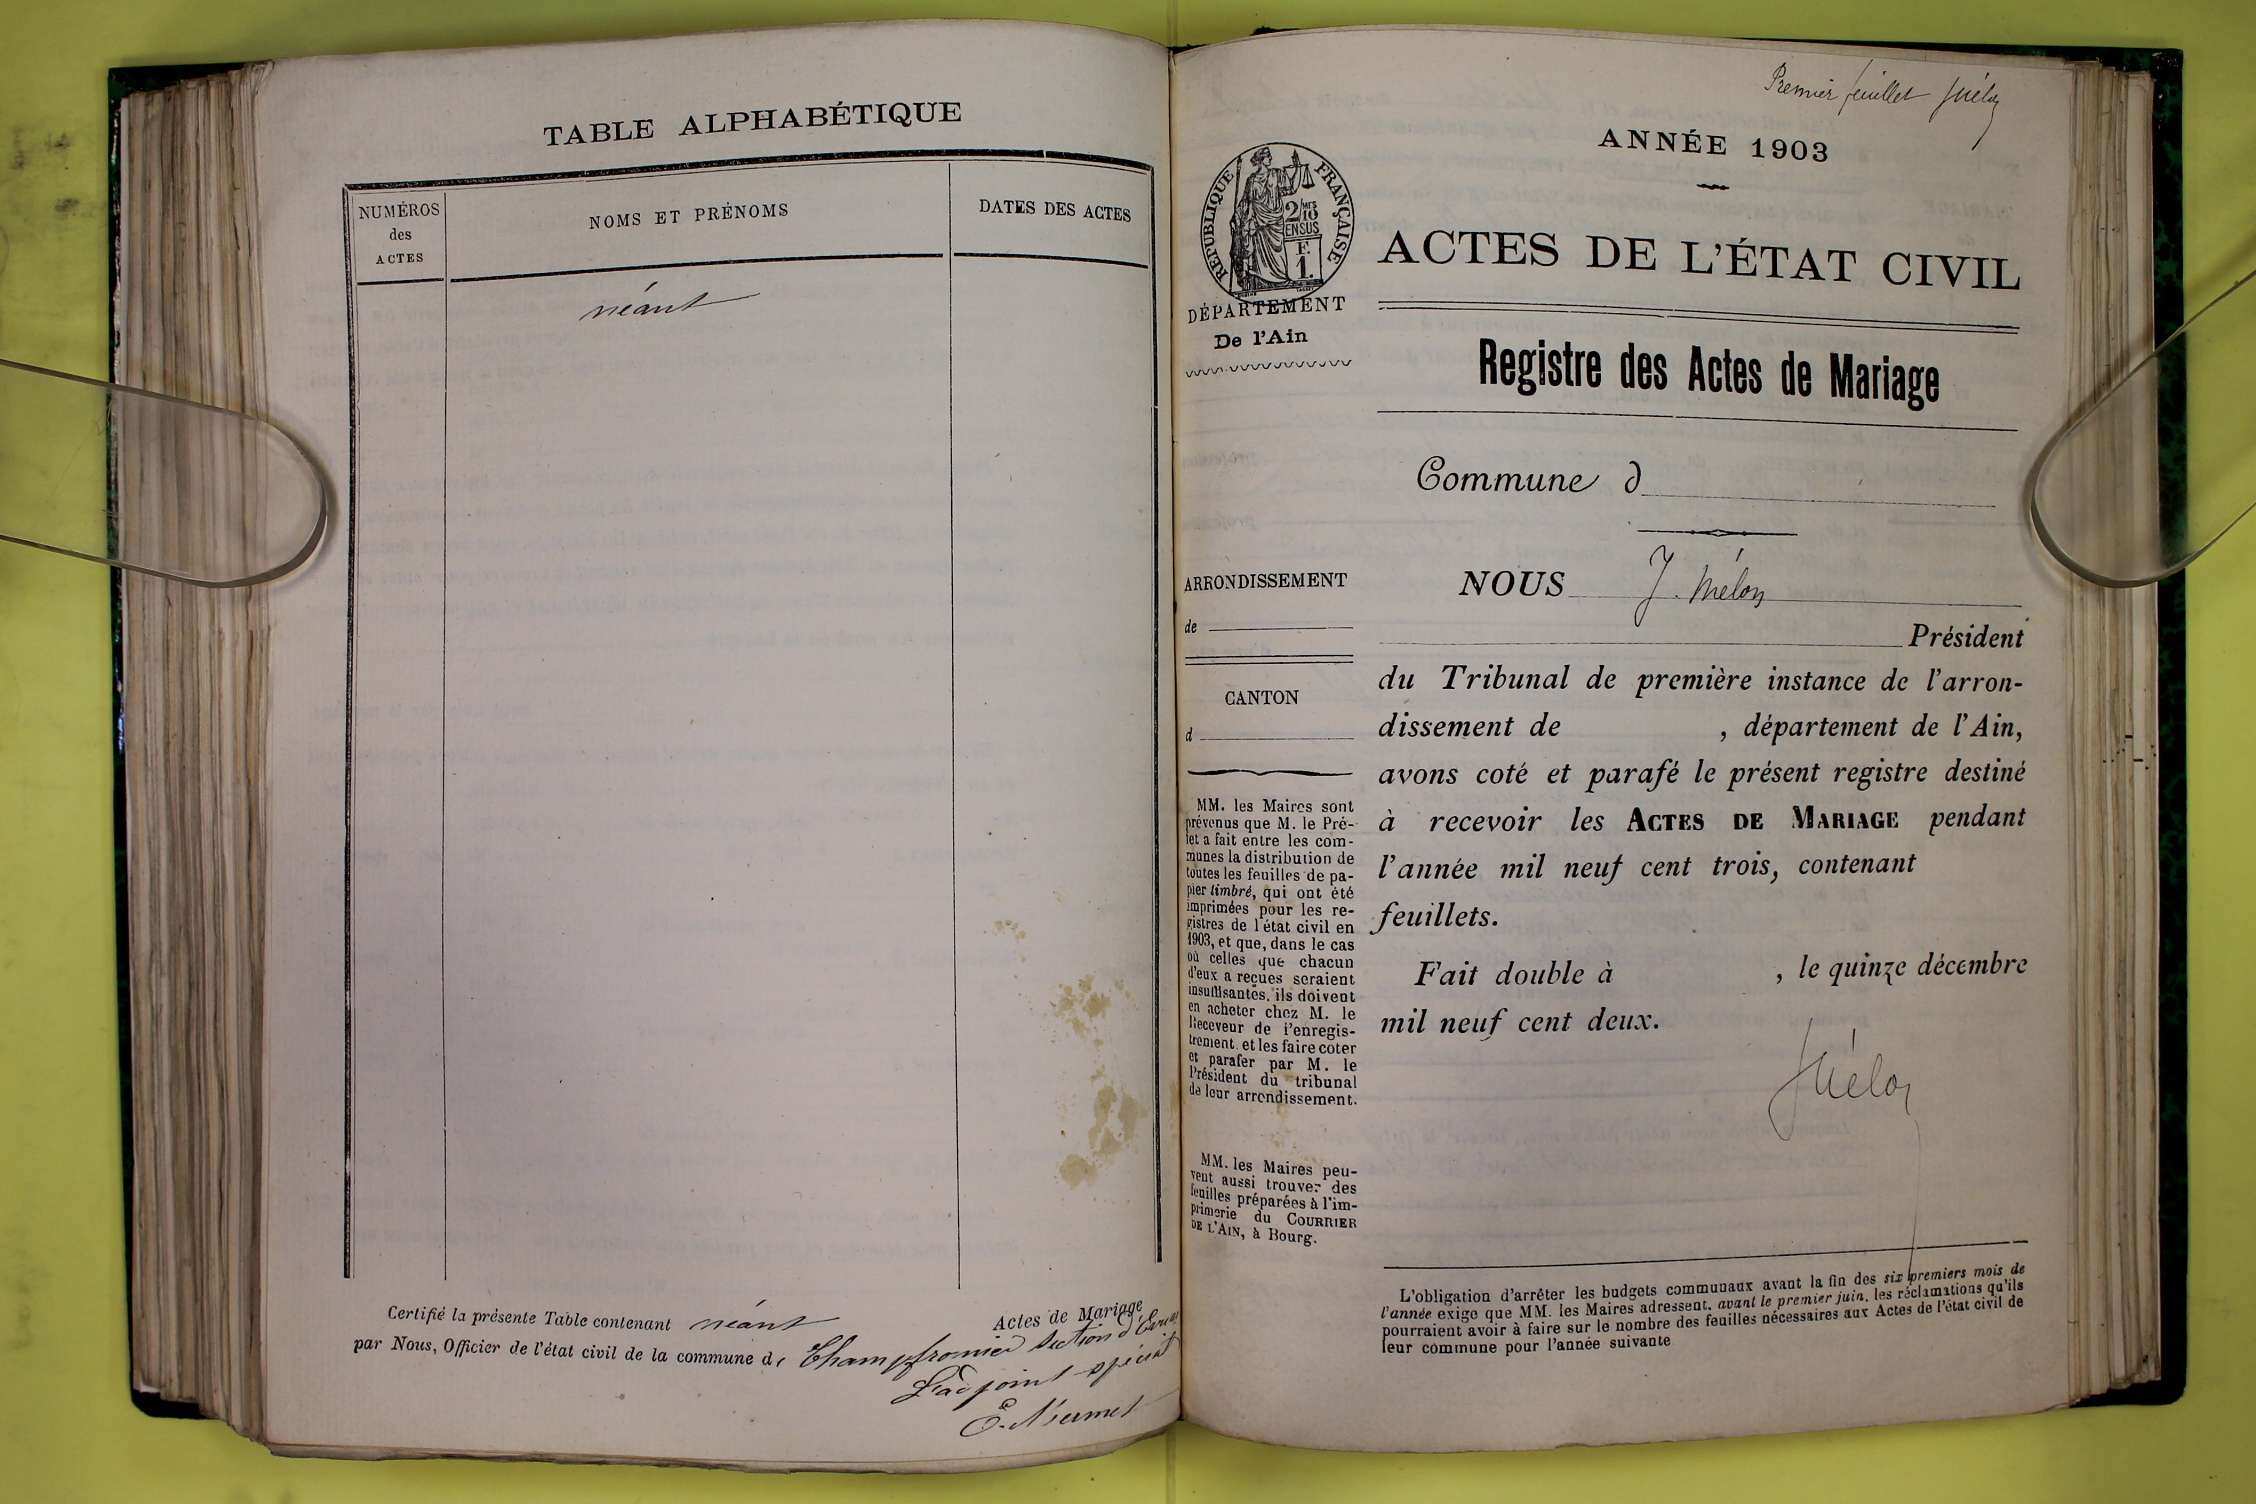 TABLE ALPHABÉTIQUE
NUMÉROS
des
ACTES
NOMS ET PRÉNOMS
DATES DES ACTES
néant
Certifié la présente Table contenant néant Actes de Mariage,
par Nous, Officier de l'état civil de la commune de Champfromier section d'
L'adjoint spécial
Premier feuillet
ANNÉE 1903
RÉPUBLIQUE FRANÇAISE
2/10
EN SUS
F.
1.
ACTES DE L'ÉTAT CIVIL
DÉPARTEMENT
De l'Ain
Registre des Actes de Mariage
Commune d
ARRONDISSEMENT
de
CANTON
d
MM. les Maires sont
prévenus que M. le Pré-
fet a fait entre les com-
munes la distribution de
toutes les feuilles de pa-
pier timbré, qui ont été
imprimées pour les re-
gistres de l'état civil en
1903, et que, dans le cas
où celles que chacun
d'eux a reçues seraient
insuffisantes, ils doivent
en acheter chez M. le
Receveur de l'enregis-
trement et les faire coter
et parafer par M. le
Président du tribunal
de leur arrondissement.
MM. les Maires peu-
vent aussi trouver des
feuilles préparées à l'im-
primerie du COURRIER
DE L'AIN, à Bourg.
NOUS J. Mélon
Président
du Tribunal de première instance de l'arron-
dissement de , département de l'Ain,
avons coté et parafé le présent registre destiné
à recevoir les ACTES DE MARIAGE pendant
l'année mil neuf cent trois, contenant
feuillets.
Fait double à , le quinze décembre
mil neuf cent deux.
JMélon
L'obligation d'arrêter les budgets communaux avant la fin des six premiers mois de
l'année exige que MM. les Maires adressent, avant le premier juin, les réclamations qu'ils
pourraient avoir à faire sur le nombre des feuilles nécessaires aux Actes de l'état civil de
leur commune pour l'année suivante